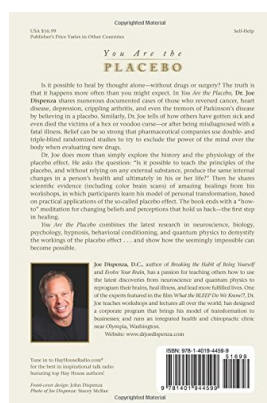 Copyrighted Material
USA $16.99
Self-Help
Publisher's Price Varies in Other Countries
You Are the
PLACEBO
Is it possible to heal by thought alone—without drugs or surgery? The truth is
that it happens more often than you might expect. In You Are the Placebo, Dr. Joe
Dispenza shares numerous documented cases of those who reversed cancer, heart
disease, depression, crippling arthritis, and even the tremors of Parkinson's disease
by believing in a placebo. Similarly, Dr. Joe tells of how others have gotten sick and
even died the victims of a hex or voodoo curse—or after being misdiagnosed with a
fatal illness. Belief can be so strong that pharmaceutical companies use double- and
triple-blind randomized studies to try to exclude the power of the mind over the
body when evaluating new drugs.
Dr. Joe does more than simply explore the history and the physiology of the
placebo effect. He asks the question: "Is it possible to teach the principles of the
placebo, and without relying on any external substance, produce the same internal
changes in a person's health and ultimately in his or her life?" Then he shares
scientific evidence (including color brain scans) of amazing healings from his
workshops, in which participants learn his model of personal transformation, based
on practical applications of the so-called placebo effect. The book ends with a "how-
to" meditation for changing beliefs and perceptions that hold us back—the first step
in healing.
You Are the Placebo combines the latest research in neuroscience, biology,
psychology, hypnosis, behavioral conditioning, and quantum physics to demystify
the workings of the placebo effect . . . and show how the seemingly impossible can
become possible.
Joe Dispenza, D.C., author of Breaking the Habit of Being Yourself
and Evolve Your Brain, has a passion for teaching others how to use
the latest discoveries from neuroscience and quantum physics to
reprogram their brains, heal illness, and lead more fulfilled lives. One
of the experts featured in the film What the BLEEP Do We Know!?, Dr.
Joe teaches workshops and lectures all over the world; has designed
a corporate program that brings his model of transformation to
businesses; and runs an integrated health and chiropractic clinic
near Olympia, Washington.
Website: www.drjoedispenza.com
Tune in to HayHouseRadio.com®
for the best in inspirational talk radio
featuring top Hay House authors!
Front-cover design: John Dispenza
Photo of Joe Dispenza: Stacey McRae
ISBN: 978-1-4019-4459-9
51699
9 781401 944599
Copyrighted Material